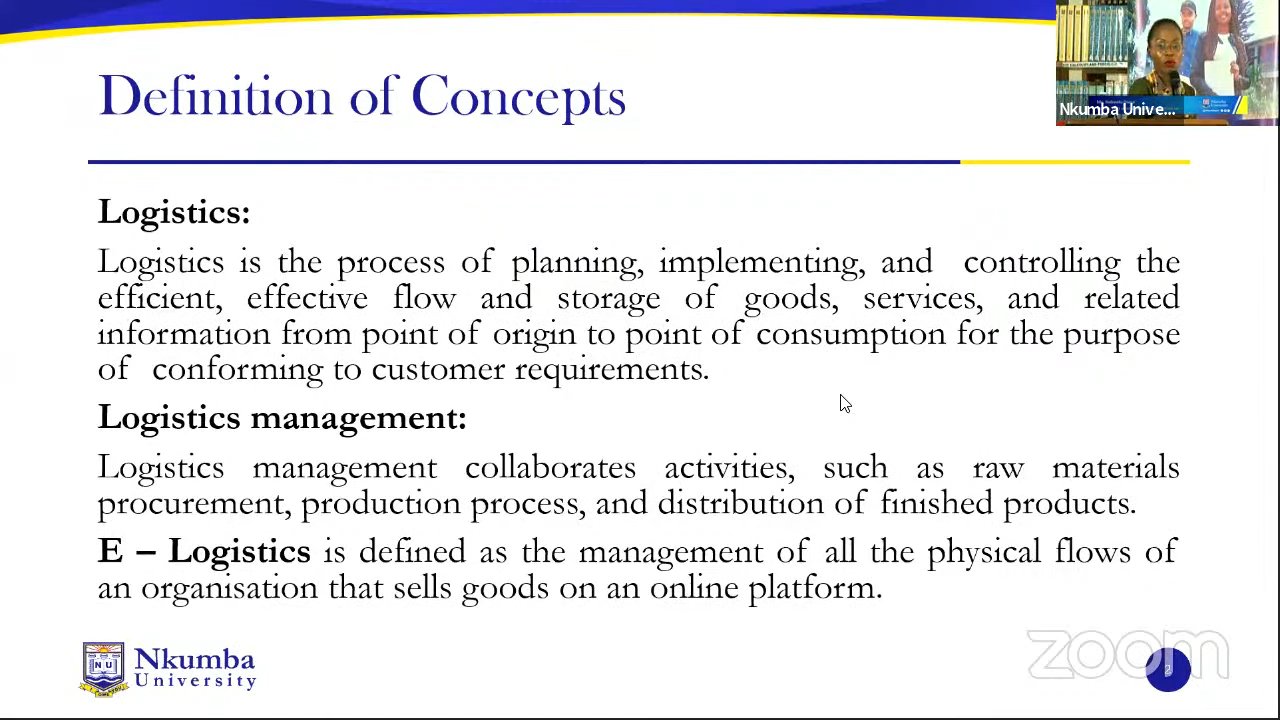 Definition of Concepts
Nkumba Unive...
Logistics:
Logistics is the process of planning, implementing, and controlling the
efficient, effective flow and storage of goods, services, and related
information from point of origin to point of consumption for the purpose
of conforming to customer requirements.
Logistics management:
Logistics management collaborates activities, such as raw materials
procurement, production process, and distribution of finished products.
E – Logistics is defined as the management of all the physical flows of
an organisation that sells goods on an online platform.
N U
Nkumba
University
zoom
2